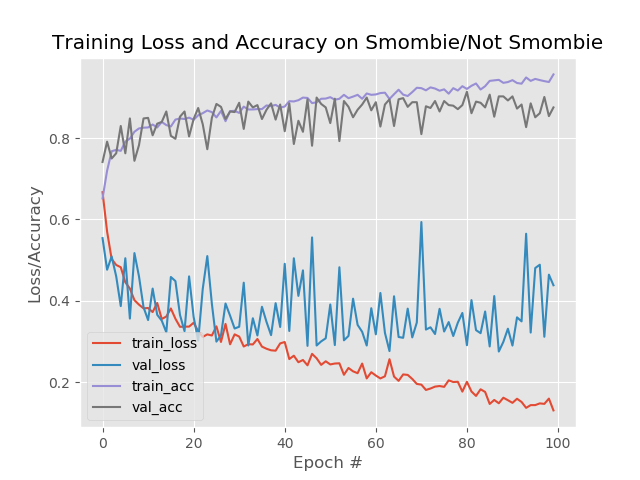 Training Loss and Accuracy on Smombie/Not Smombie
Loss/Accuracy
0.8
0.6
0.4
0.2
train_loss
val_loss
train_acc
val_acc
0 20 40 60 80 100
Epoch #